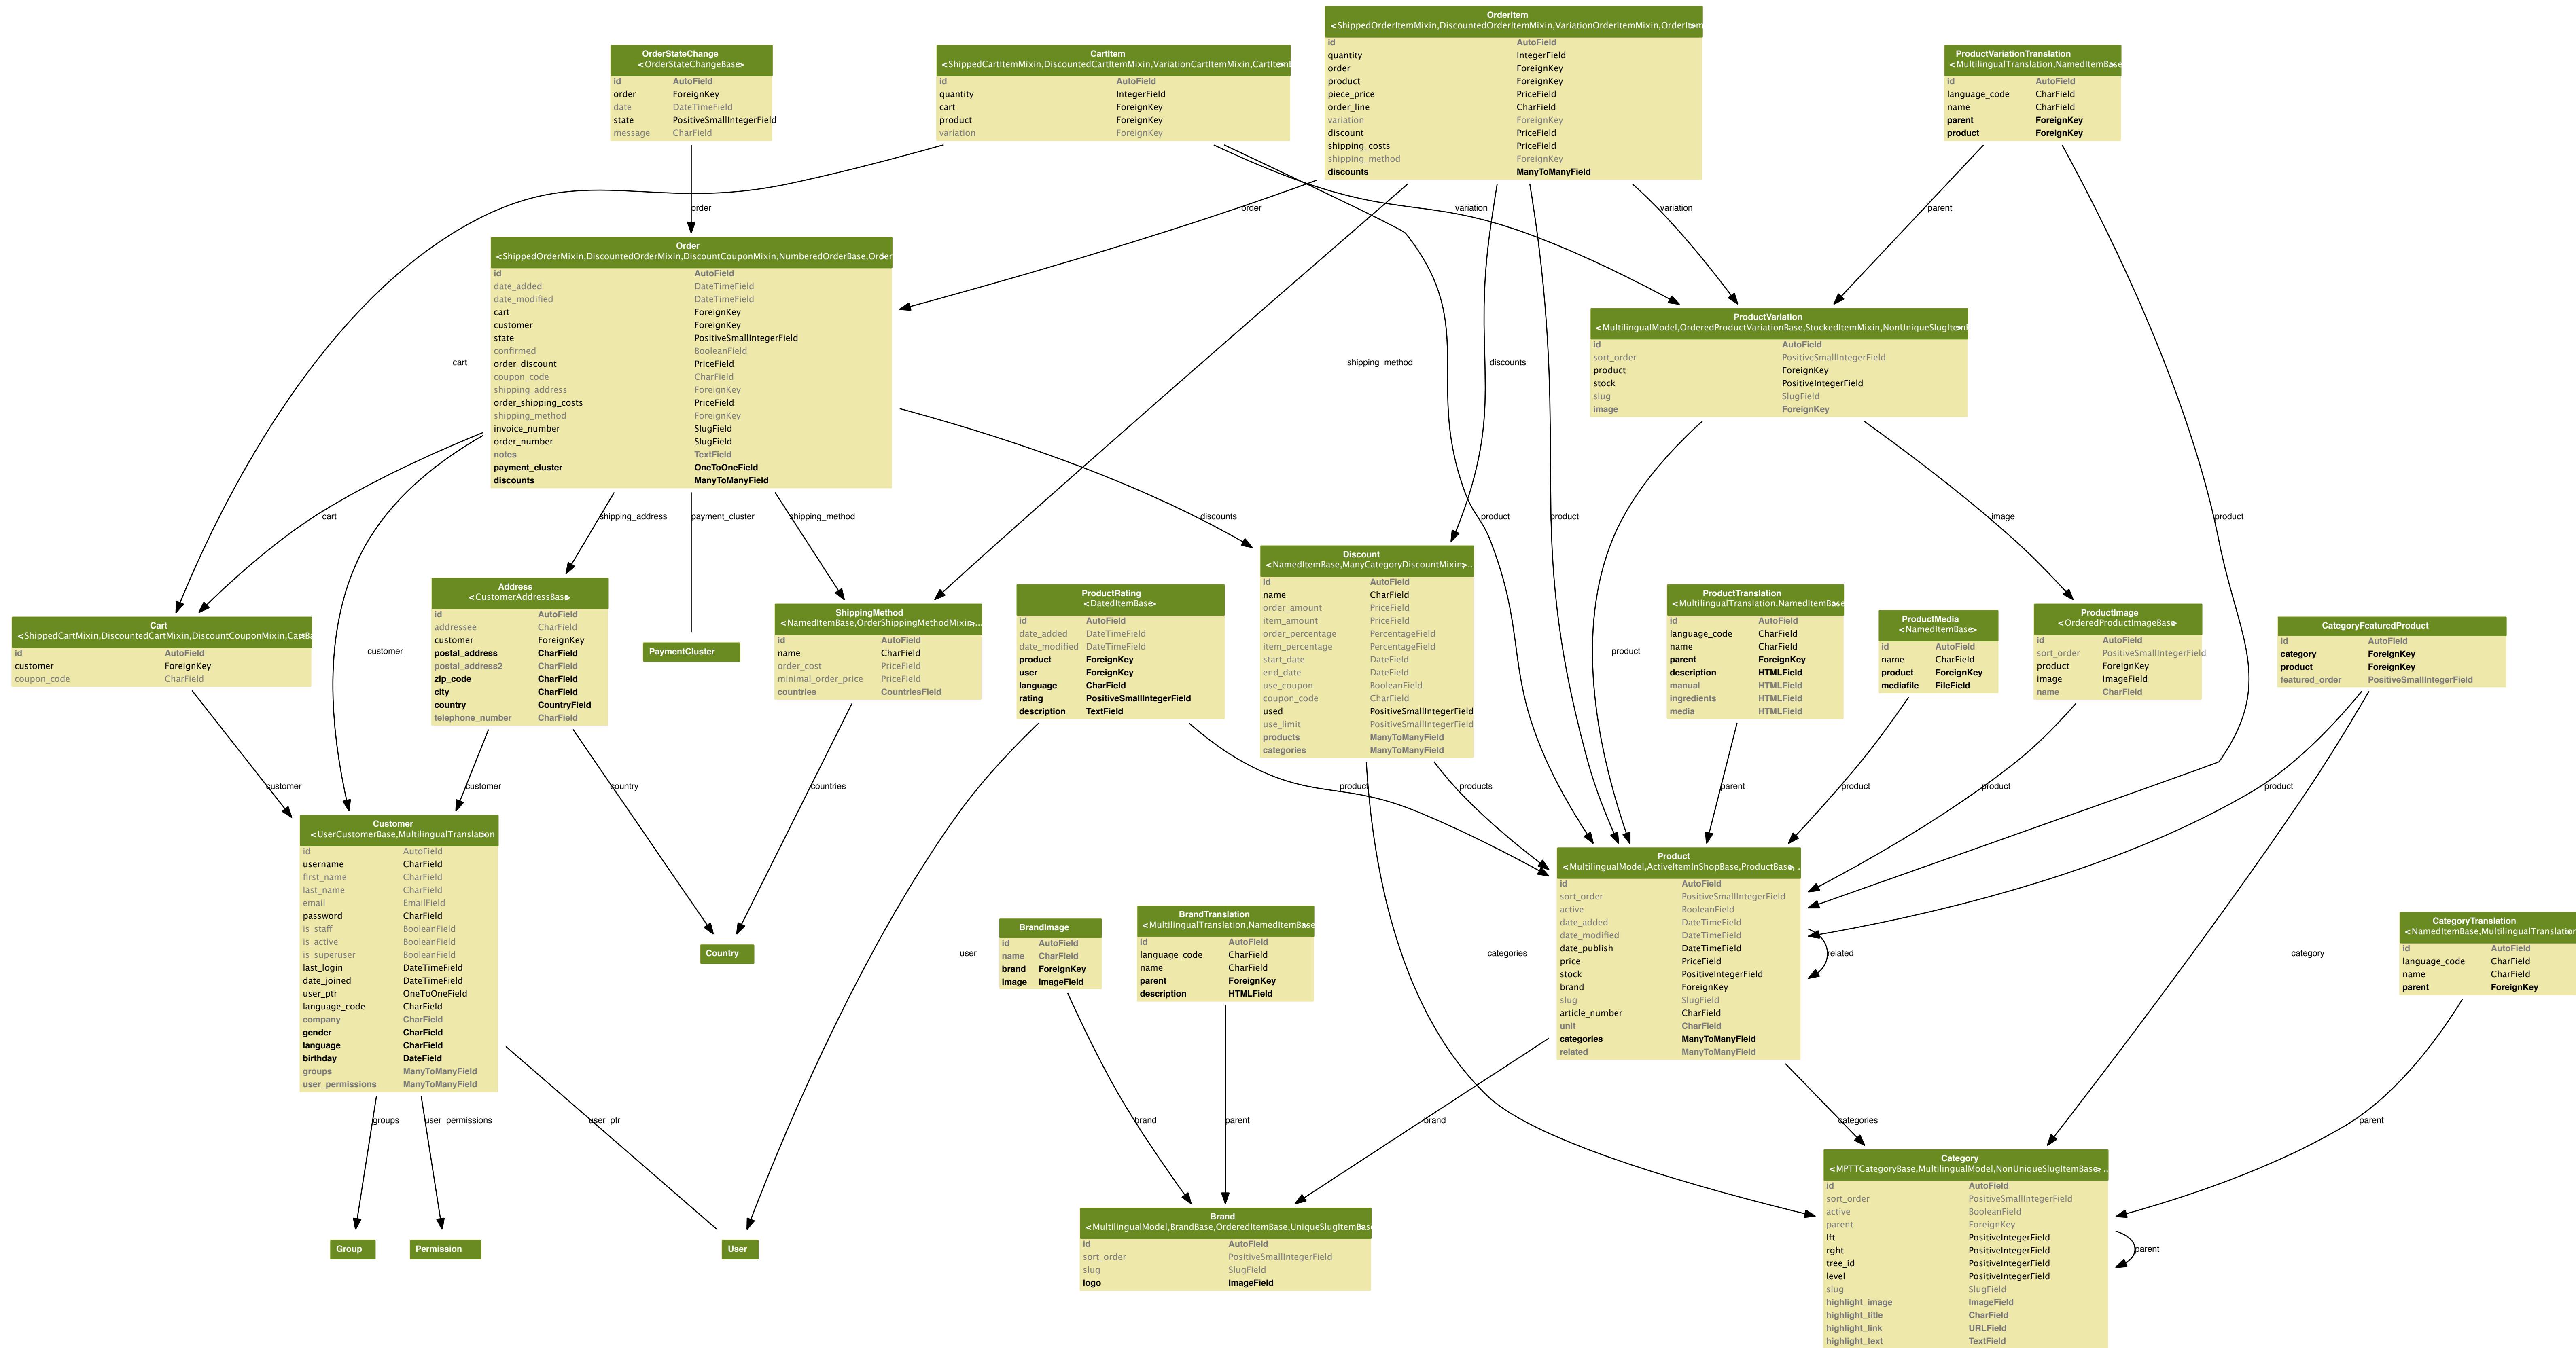 OrderStateChange
<OrderStateChangeBase>
id AutoField
order ForeignKey
date DateTimeField
state PositiveSmallIntegerField
message CharField
CartItem
<ShippedCartItemMixin,DiscountedCartItemMixin,VariationCartItemMixin,CartItem
id AutoField
quantity IntegerField
cart ForeignKey
product ForeignKey
variation ForeignKey
OrderItem
<ShippedOrderItemMixin,DiscountedOrderItemMixin,VariationOrderItemMixin,OrderItem
id AutoField
quantity IntegerField
order ForeignKey
product ForeignKey
piece_price PriceField
order_line CharField
variation ForeignKey
discount PriceField
shipping_costs PriceField
shipping_method ForeignKey
discounts ManyToManyField
ProductVariationTranslation
<MultilingualTranslation,NamedItemBase
id AutoField
language_code CharField
name CharField
parent ForeignKey
product ForeignKey
order
order
variation
variation
parent
Order
<ShippedOrderMixin,DiscountedOrderMixin,DiscountCouponMixin,NumberedOrderBase,Order
id AutoField
date_added DateTimeField
date_modified DateTimeField
cart ForeignKey
customer ForeignKey
state PositiveSmallIntegerField
confirmed BooleanField
order_discount PriceField
coupon_code CharField
shipping_address ForeignKey
order_shipping_costs PriceField
shipping_method ForeignKey
invoice_number SlugField
order_number SlugField
notes TextField
payment_cluster OneToOneField
discounts ManyToManyField
ProductVariation
<MultilingualModel,OrderedProductVariationBase,StockedItemMixin,NonUniqueSlugItem
id AutoField
sort_order PositiveSmallIntegerField
product ForeignKey
stock PositiveIntegerField
slug SlugField
image ForeignKey
cart
shipping_method
discounts
cart
shipping_address
payment_cluster
shipping_method
discounts
product
product
image
product
Cart
<ShippedCartMixin,DiscountedCartMixin,DiscountCouponMixin,CartBa
id AutoField
customer ForeignKey
coupon_code CharField
customer
Address
<CustomerAddressBase>
id AutoField
addressee CharField
customer ForeignKey
postal_address CharField
postal_address2 CharField
zip_code CharField
city CharField
country CountryField
telephone_number CharField
PaymentCluster
ShippingMethod
<NamedItemBase,OrderShippingMethodMixin,...
id AutoField
name CharField
order_cost PriceField
minimal_order_price PriceField
countries CountriesField
ProductRating
<DatedItemBase>
id AutoField
date_added DateTimeField
date_modified DateTimeField
product ForeignKey
user ForeignKey
language CharField
rating PositiveSmallIntegerField
description TextField
Discount
<NamedItemBase,ManyCategoryDiscountMixin,...
id AutoField
name CharField
order_amount PriceField
item_amount PriceField
order_percentage PercentageField
item_percentage PercentageField
start_date DateField
end_date DateField
use_coupon BooleanField
coupon_code CharField
used PositiveSmallIntegerField
use_limit PositiveSmallIntegerField
products ManyToManyField
categories ManyToManyField
product
ProductTranslation
<MultilingualTranslation,NamedItemBase
id AutoField
language_code CharField
name CharField
parent ForeignKey
description HTMLField
manual HTMLField
ingredients HTMLField
media HTMLField
ProductMedia
<NamedItemBase>
id AutoField
name CharField
product ForeignKey
mediafile FileField
ProductImage
<OrderedProductImageBase>
id AutoField
sort_order PositiveSmallIntegerField
product ForeignKey
image ImageField
name CharField
CategoryFeaturedProduct
id AutoField
category ForeignKey
product ForeignKey
featured_order PositiveSmallIntegerField
customer
customer
country
countries
product
products
parent
product
product
product
Customer
<UserCustomerBase,MultilingualTranslation>
id AutoField
username CharField
first_name CharField
last_name CharField
email EmailField
password CharField
is_staff BooleanField
is_active BooleanField
is_superuser BooleanField
last_login DateTimeField
date_joined DateTimeField
user_ptr OneToOneField
language_code CharField
company CharField
gender CharField
language CharField
birthday DateField
groups ManyToManyField
user_permissions ManyToManyField
Country
user
BrandImage
id AutoField
name CharField
brand ForeignKey
image ImageField
BrandTranslation
<MultilingualTranslation,NamedItemBase
id AutoField
language_code CharField
name CharField
parent ForeignKey
description HTMLField
categories
Product
<MultilingualModel,ActiveItemInShopBase,ProductBase,...
id AutoField
sort_order PositiveSmallIntegerField
active BooleanField
date_added DateTimeField
date_modified DateTimeField
date_publish DateTimeField
price PriceField
stock PositiveIntegerField
brand ForeignKey
slug SlugField
article_number CharField
unit CharField
categories ManyToManyField
related ManyToManyField
related
category
CategoryTranslation
<NamedItemBase,MultilingualTranslation
id AutoField
language_code CharField
name CharField
parent ForeignKey
groups
user_permissions
user_ptr
brand
parent
brand
categories
parent
Group
Permission
User
Brand
<MultilingualModel,BrandBase,OrderedItemBase,UniqueSlugItemBase
id AutoField
sort_order PositiveSmallIntegerField
slug SlugField
logo ImageField
Category
<MPTTCategoryBase,MultilingualModel,NonUniqueSlugItemBase,...
id AutoField
sort_order PositiveSmallIntegerField
active BooleanField
parent ForeignKey
lft PositiveIntegerField
rght PositiveIntegerField
tree_id PositiveIntegerField
level PositiveIntegerField
slug SlugField
highlight_image ImageField
highlight_title CharField
highlight_link URLField
highlight_text TextField
parent